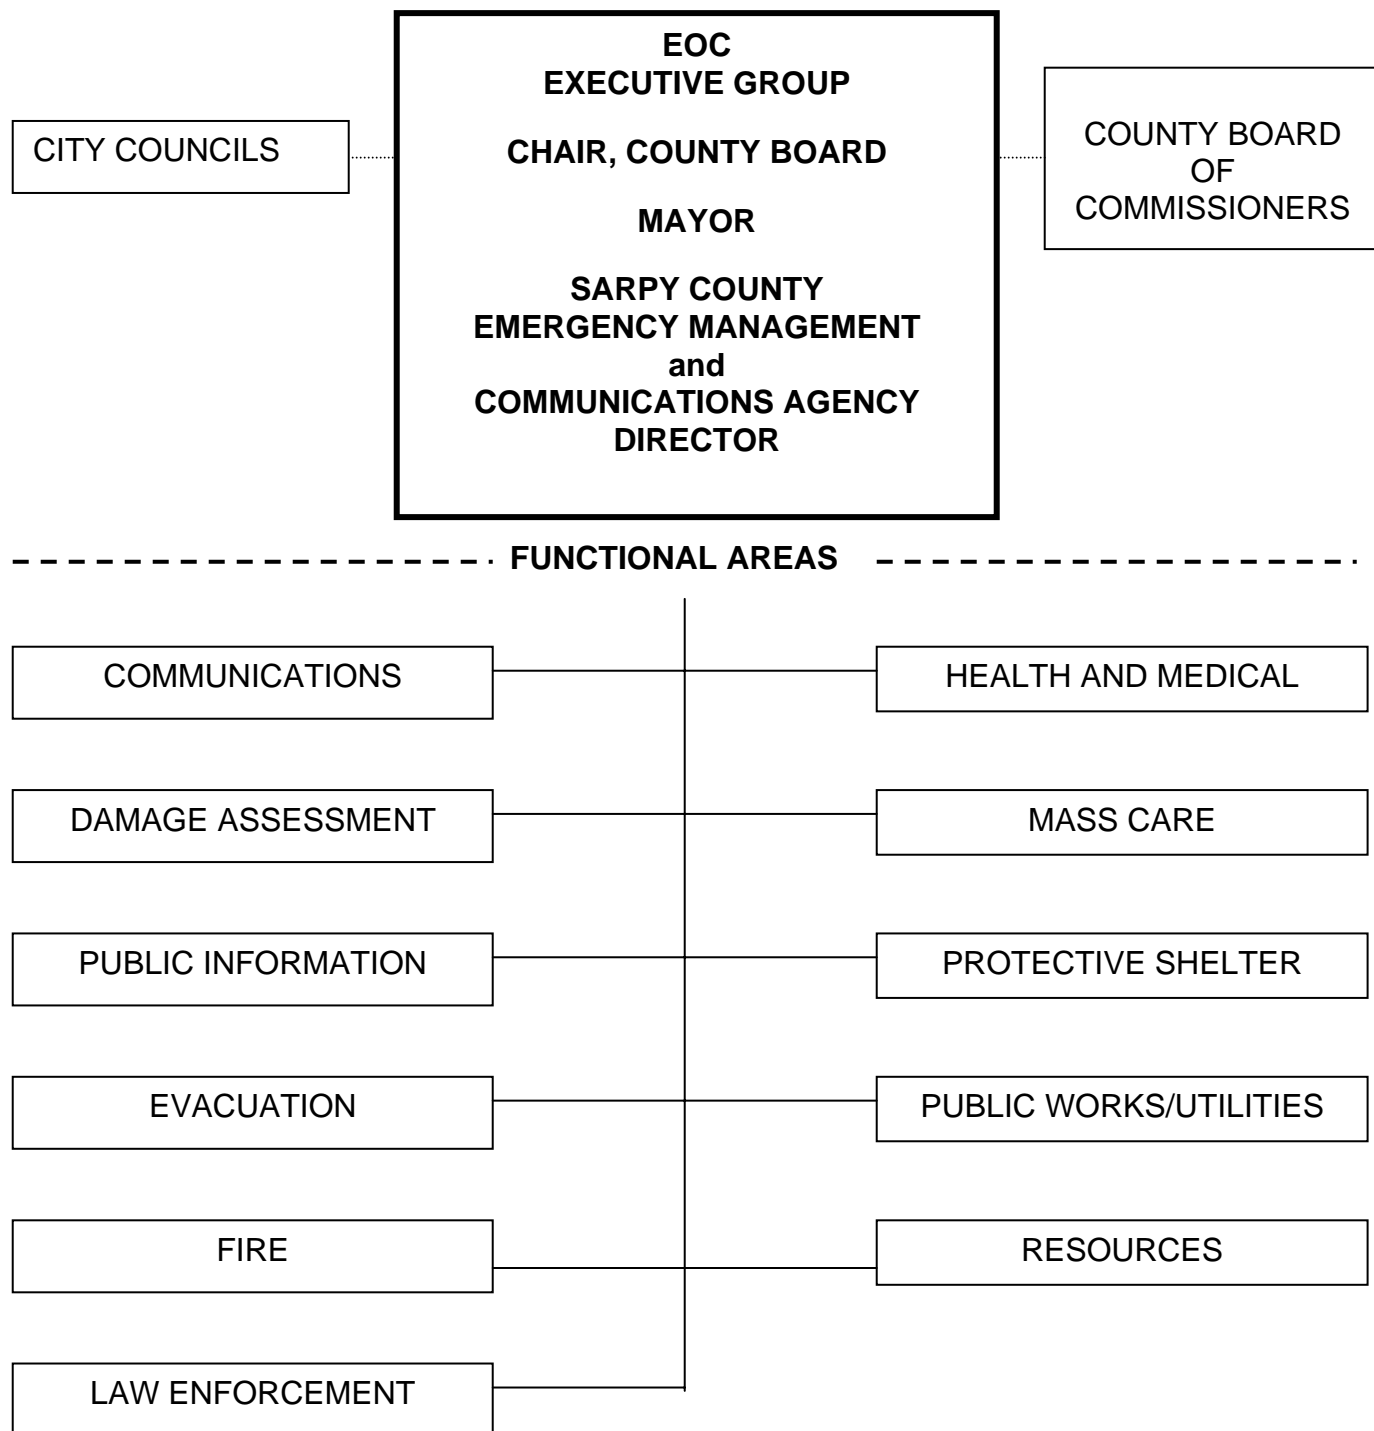 EOC
EXECUTIVE GROUP
CITY COUNCILS
CHAIR, COUNTY BOARD
MAYOR
SARPY COUNTY
EMERGENCY MANAGEMENT
and
COMMUNICATIONS AGENCY
DIRECTOR
COUNTY BOARD
OF
COMMISSIONERS
FUNCTIONAL AREAS
COMMUNICATIONS
HEALTH AND MEDICAL
DAMAGE ASSESSMENT
MASS CARE
PUBLIC INFORMATION
PROTECTIVE SHELTER
EVACUATION
PUBLIC WORKS/UTILITIES
FIRE
RESOURCES
LAW ENFORCEMENT